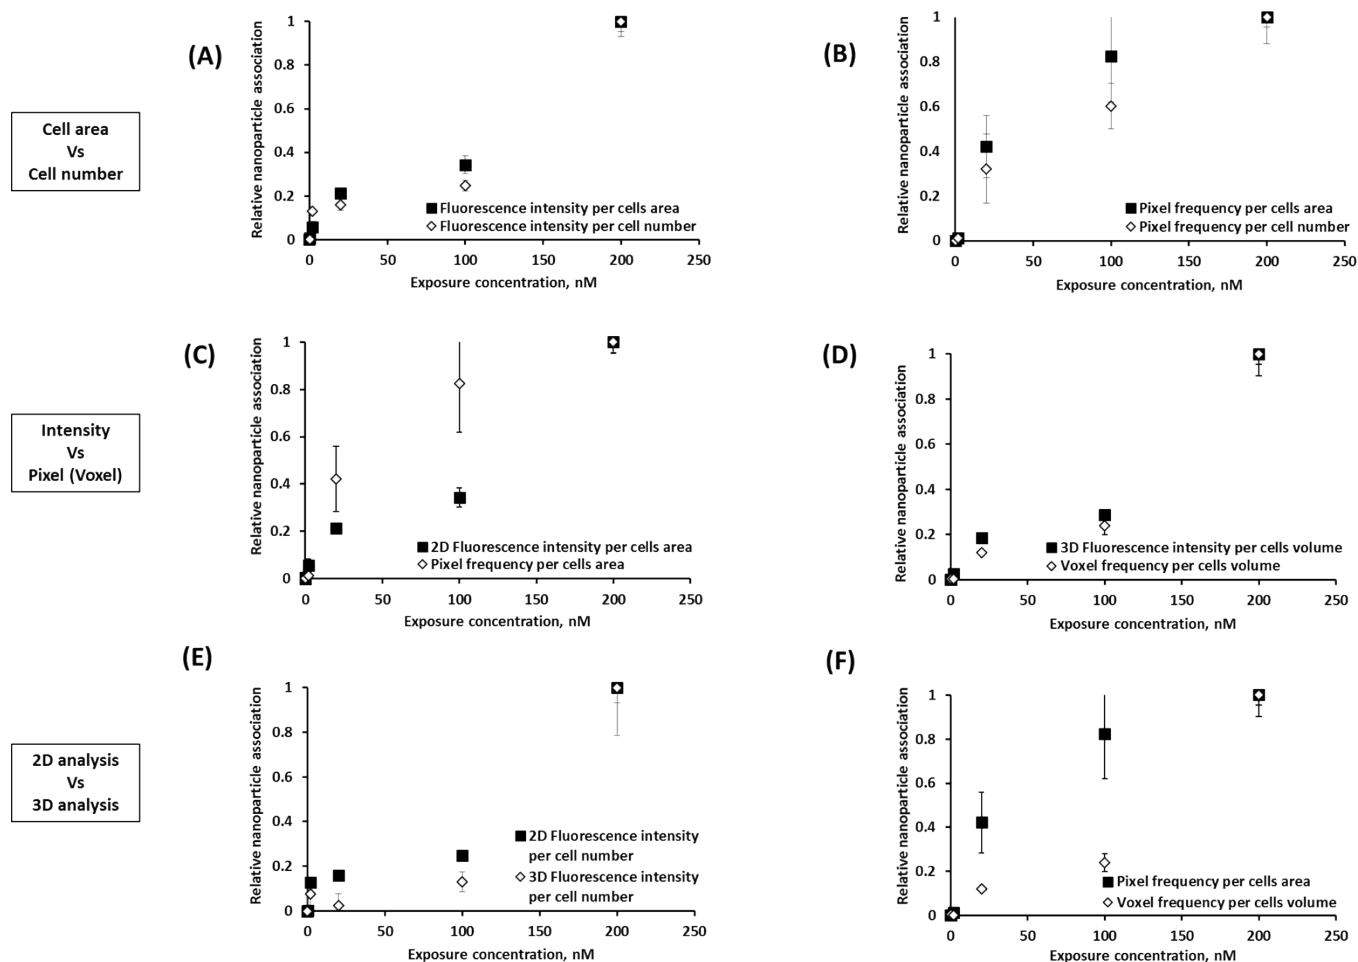 Cell area
Vs
Cell number
(A)
Relative nanoparticle association
1
0.8
0.6
0.4
0.2
0
Fluorescence intensity per cells area
Fluorescence intensity per cell number
0 50 100 150 200 250
Exposure concentration, nM
(B)
Relative nanoparticle association
1
0.8
0.6
0.4
0.2
0
Pixel frequency per cells area
Pixel frequency per cell number
0 50 100 150 200 250
Exposure concentration, nM
Intensity
Vs
Pixel (Voxel)
(C)
Relative nanoparticle association
1
0.8
0.6
0.4
0.2
0
2D Fluorescence intensity per cells area
Pixel frequency per cells area
0 50 100 150 200 250
Exposure concentration, nM
(D)
Relative nanoparticle association
1
0.8
0.6
0.4
0.2
0
3D Fluorescence intensity per cells volume
Voxel frequency per cells volume
0 50 100 150 200 250
Exposure concentration, nM
2D analysis
Vs
3D analysis
(E)
Relative nanoparticle association
1
0.8
0.6
0.4
0.2
0
2D Fluorescence intensity
per cell number
3D Fluorescence intensity
per cell number
0 50 100 150 200 250
Exposure concentration, nM
(F)
Relative nanoparticle association
1
0.8
0.6
0.4
0.2
0
Pixel frequency per cells area
Voxel frequency per cells volume
0 50 100 150 200 250
Exposure concentration, nM